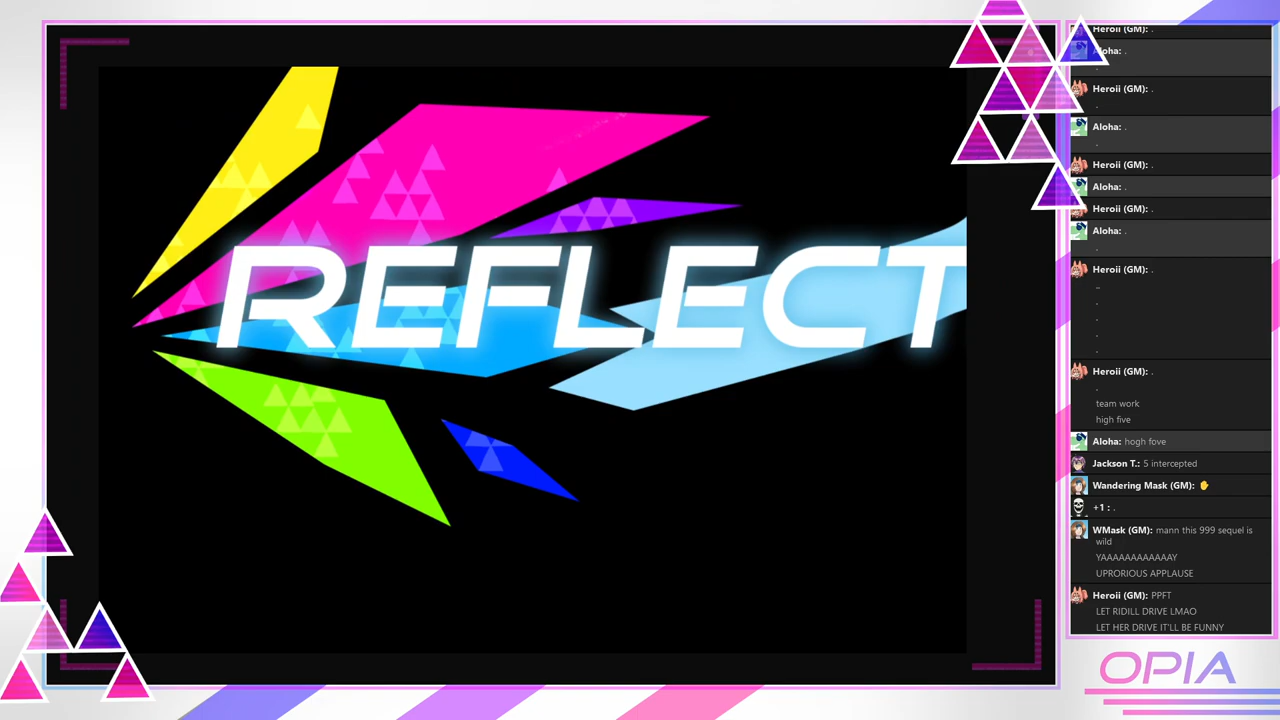 REFLECT
Heroii (GM): .
Aloha: .
.
Heroii (GM): .
.
Aloha: .
.
Heroii (GM): .
Aloha: .
Heroii (GM): .
Aloha: .
.
Heroii (GM): .
–
.
.
.
.
Heroii (GM): .
.
team work
high five
Aloha: hogh fove
Jackson T.: 5 intercepted
Wandering Mask (GM): ✋
+1 : .
WMask (GM): mann this 999 sequel is
wild
YAAAAAAAAAAAY
UPRORIOUS APPLAUSE
Heroii (GM): PPFT
LET RIDILL DRIVE LMAO
LET HER DRIVE IT'LL BE FUNNY
OPIA